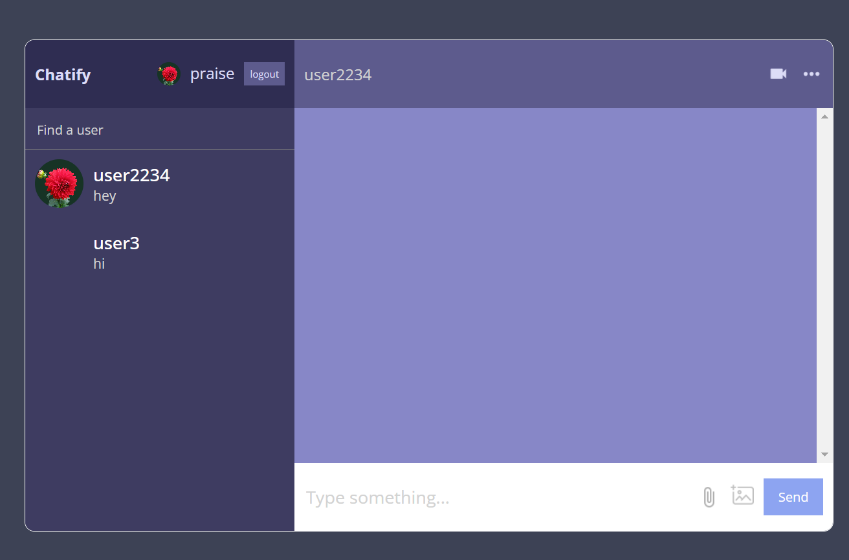 Chatify
praise
logout
user2234
Find a user
user2234
hey
user3
hi
Type something...
Send